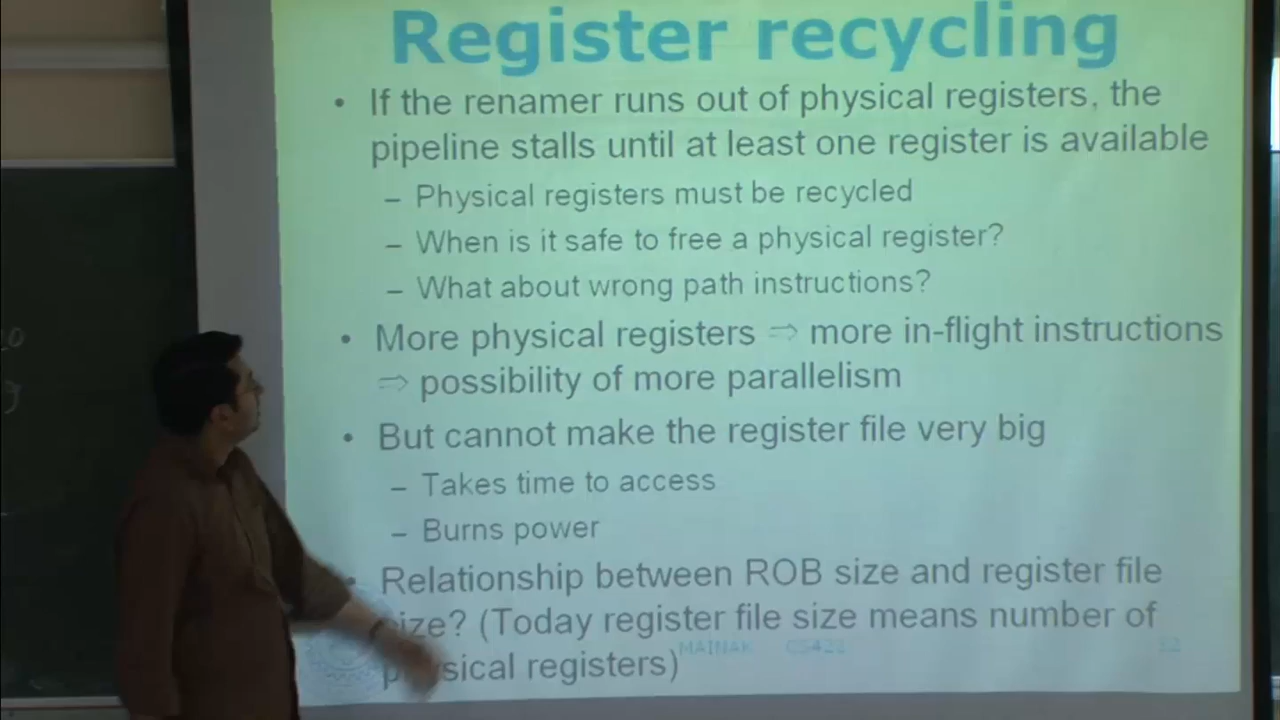 Register recycling
• If the renamer runs out of physical registers, the
pipeline stalls until at least one register is available
– Physical registers must be recycled
– When is it safe to free a physical register?
– What about wrong path instructions?
• More physical registers ⇒ more in-flight instructions
⇒ possibility of more parallelism
• But cannot make the register file very big
– Takes time to access
– Burns power
• Relationship between ROB size and register file
size? (Today register file size means number of
physical registers)
MAINAK CS422